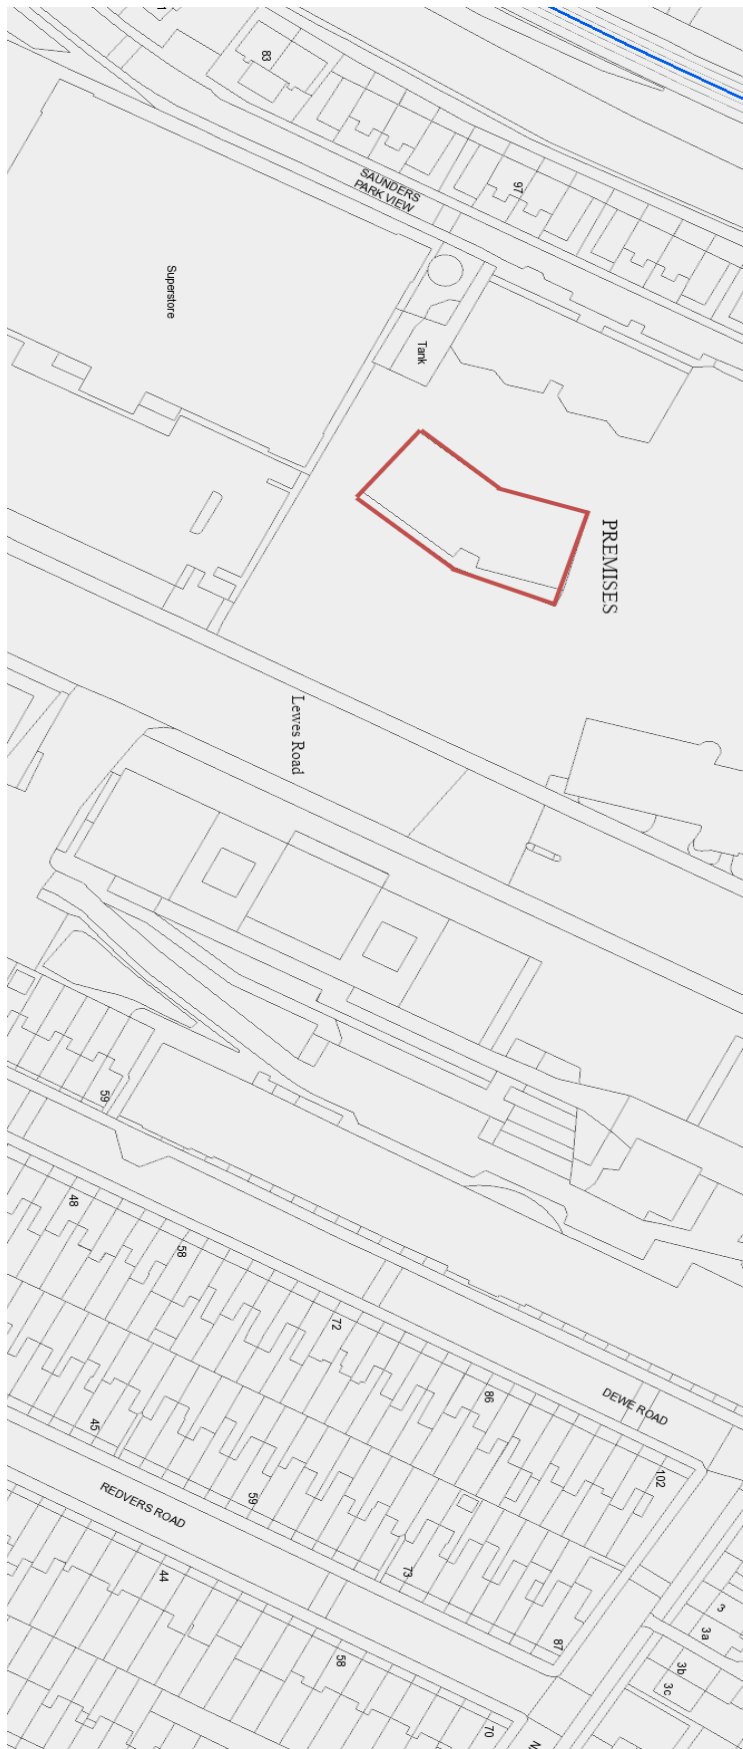 1
83
SAUNDERS
PARK VIEW
97
Superstore
Tank
PREMISES
Lewes Road
59
48
58
72
86
DEWE ROAD
102
45
59
REDVERS ROAD
73
87
44
58
70
3
3a
3b
3c
N